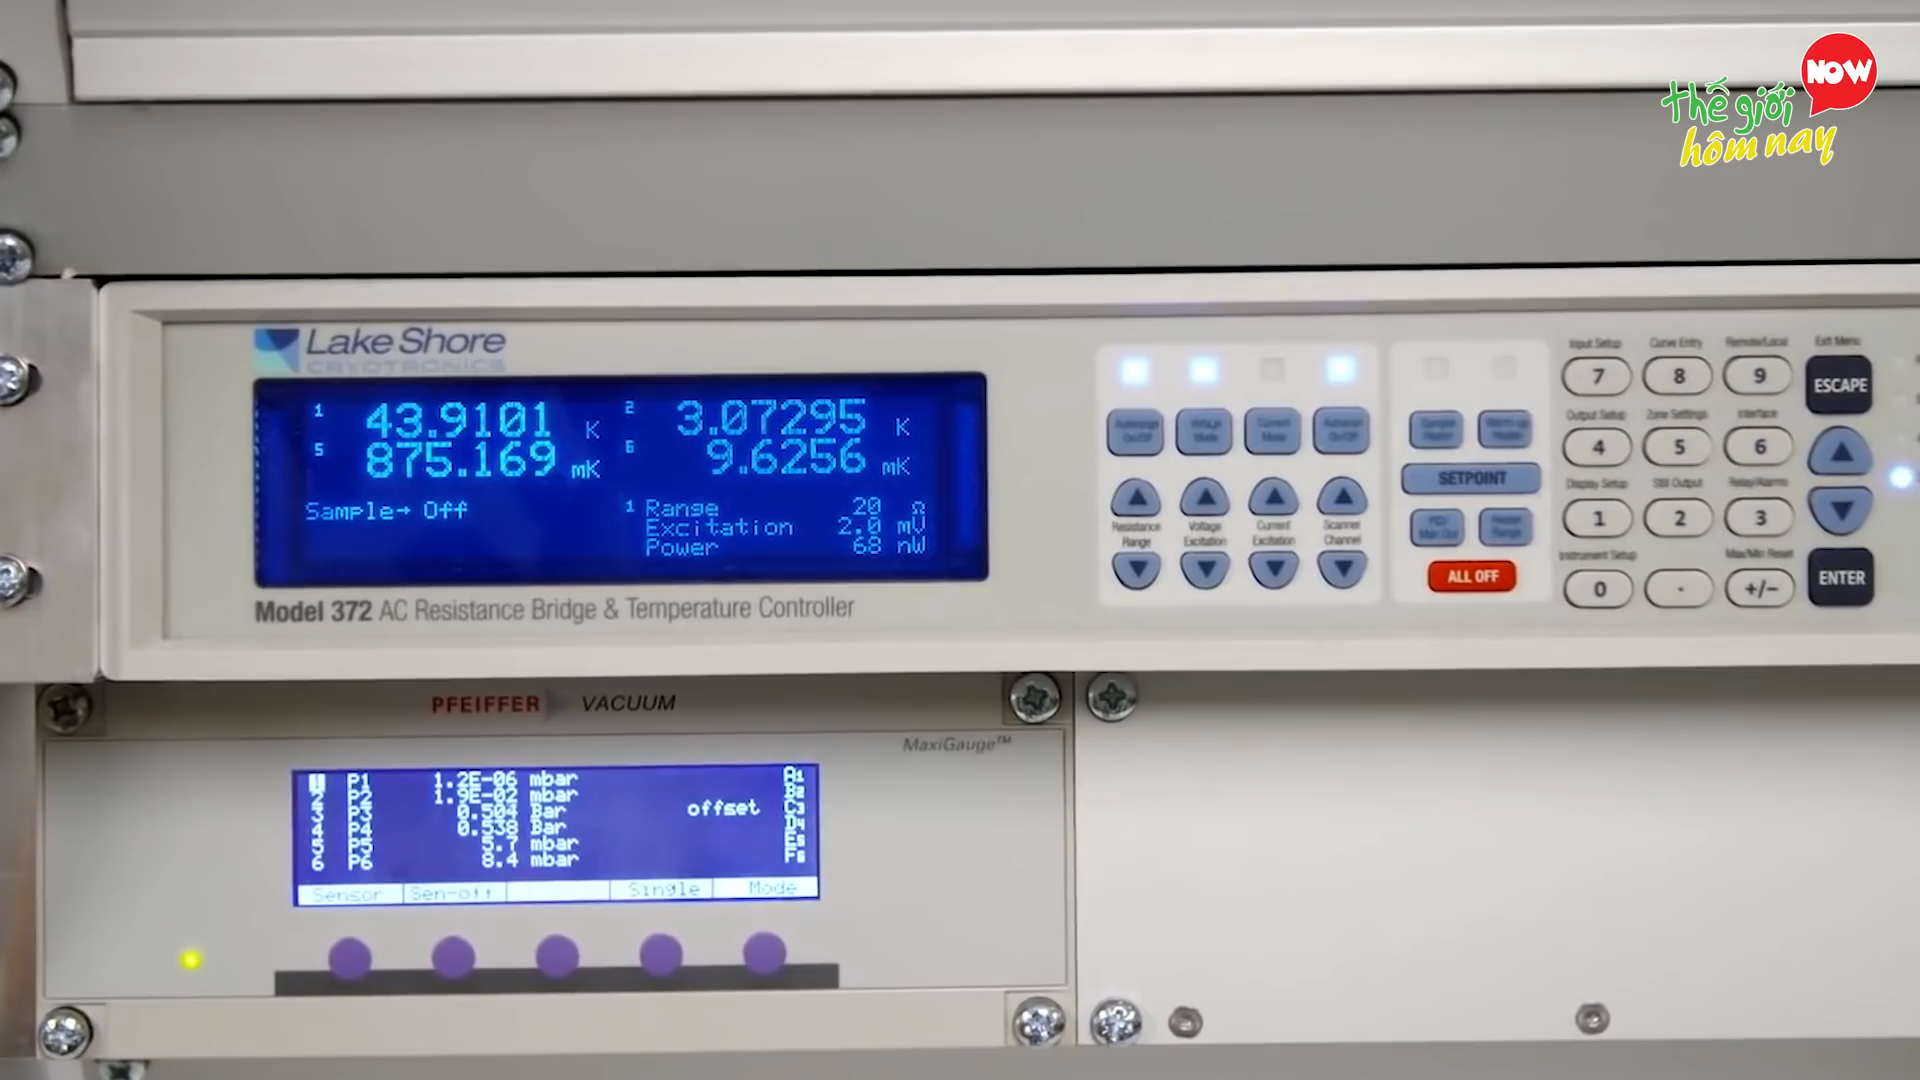 NOW
thế giới
hôm nay
Lake Shore
CRYOTRONICS
1 43.9101 K 2 3.07295 K
5 875.169 mK 6 9.6256 mK
Sample→ Off 1 Range 20 Ω
Excitation 2.0 mV
Power 68 nW
Model 372 AC Resistance Bridge & Temperature Controller
Autorange On/Off Voltage Mode Current Mode Autoscan On/Off
Resistance Range Voltage Excitation Current Excitation Scanner Channel
Sample Heater Warm-up Heater
SETPOINT
Heater Range
ALL OFF
Input Setup Curve Entry Remote/Local Exit Menu
7 8 9 ESCAPE
Output Setup Zone Settings Interface
4 5 6
Display Setup Still Output Relay/Alarms
1 2 3
Instrument Setup Max/Min Reset
0 . +/− ENTER
PFEIFFER VACUUM
MaxiGauge™
1 P1 1.2E-06 mbar A1
2 P2 1.9E-02 mbar B2
3 P3 0.504 Bar offset C3
4 P4 0.538 Bar D4
5 P5 5.7 mbar E5
6 P6 8.4 mbar F6
Sensor Sen-off Single Mode